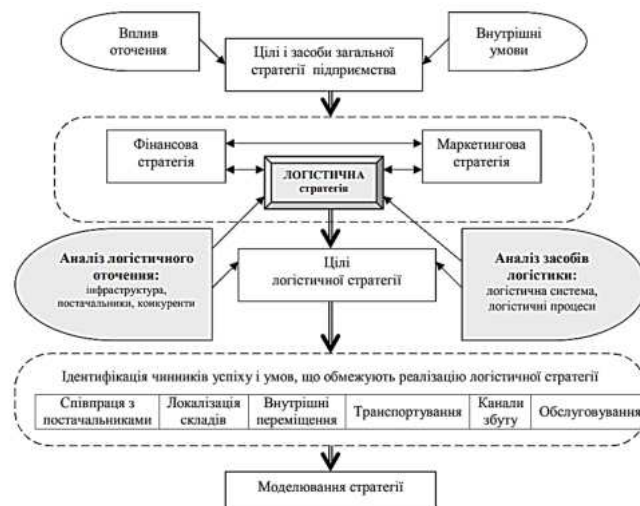 Вплив
оточення
Цілі і засоби загальної
стратегії підприємства
Внутрішні
умови
Фінансова
стратегія
Маркетингова
стратегія
ЛОГІСТИЧНА
стратегія
Аналіз логістичного
оточення:
інфраструктура,
постачальники, конкуренти
Цілі
логістичної стратегії
Аналіз засобів
логістики:
логістична система,
логістичні процеси
Ідентифікація чинників успіху і умов, що обмежують реалізацію логістичної стратегії
Співпраця з
постачальниками
Локалізація
складів
Внутрішні
переміщення
Транспортування
Канали
збуту
Обслуговування
Моделювання стратегії